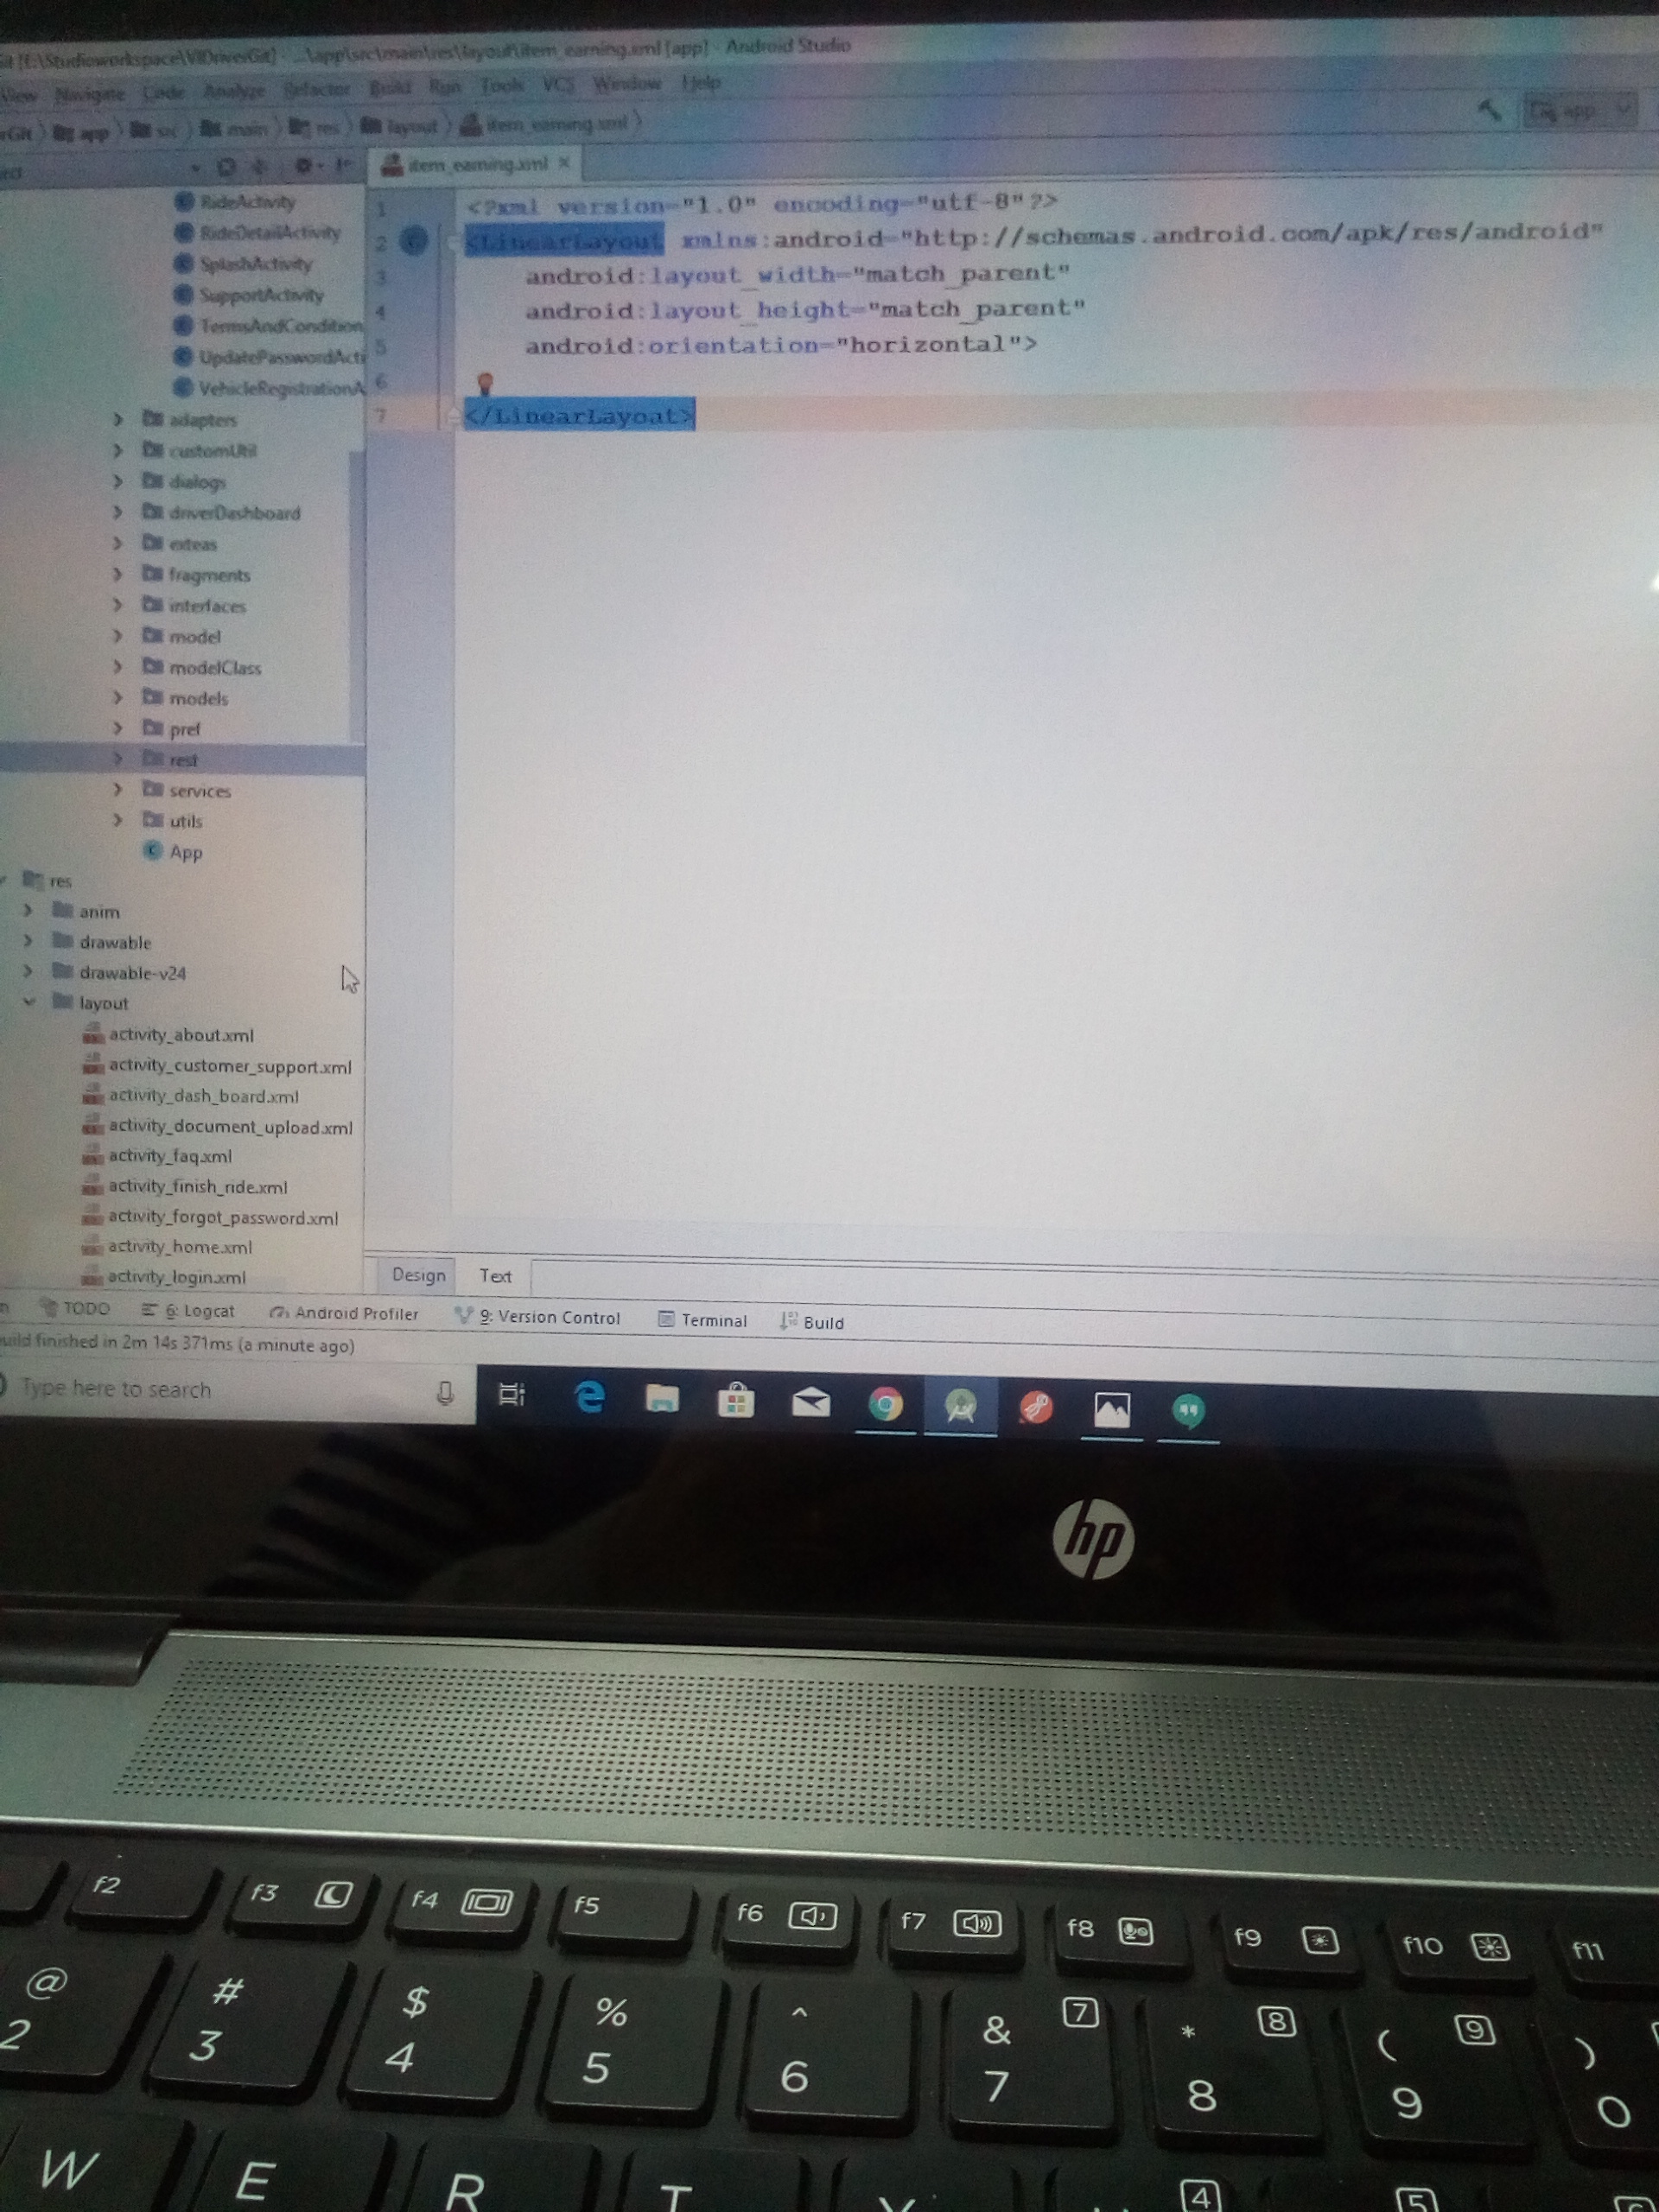 [E:\Studioworkspace\VllDriverGit] - ...\app\src\main\res\layout\item_earning.xml [app] - Android Studio
View Navigate Code Analyze Refactor Build Run Tools VCS Window Help
app src main res layout item_earning.xml
app
item_earning.xml
RideActivity
RideDetailActivity
SplashActivity
SupportActivity
TermsAndCondition
UpdatePasswordActi
VehicleRegistrationA
adapters
customUtil
dialogs
driverDashboard
exteas
fragments
interfaces
model
modelClass
models
pref
rest
services
utils
App
res
anim
drawable
drawable-v24
layout
activity_about.xml
activity_customer_support.xml
activity_dash_board.xml
activity_document_upload.xml
activity_faq.xml
activity_finish_ride.xml
activity_forgot_password.xml
activity_home.xml
activity_login.xml
1 <?xml version="1.0" encoding="utf-8"?>
2 <LinearLayout xmlns:android="http://schemas.android.com/apk/res/android"
3 android:layout_width="match_parent"
4 android:layout_height="match_parent"
5 android:orientation="horizontal">
6
7 </LinearLayout>
Design Text
TODO 6: Logcat Android Profiler 9: Version Control Terminal Build
uild finished in 2m 14s 371ms (a minute ago)
Type here to search
hp
f2 f3 f4 f5 f6 f7 f8 f9 f10 f11
@ # $ % ^ & 7 * 8 ( 9 )
2 3 4 5 6 7 8 9 0
W E R T 4 5